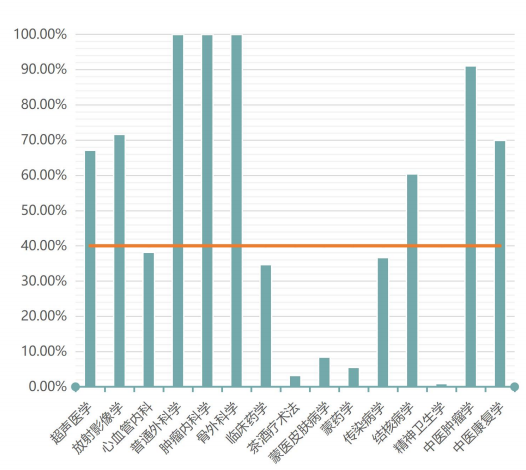 100.00%
90.00%
80.00%
70.00%
60.00%
50.00%
40.00%
30.00%
20.00%
10.00%
0.00%
超声医学
放射影像学
心血管内科
普通外科学
肿瘤内科学
骨外科学
临床药学
茶酒疗术法
蒙医皮肤病学
蒙药学
传染病学
结核病学
精神卫生学
中医肿瘤学
中医康复学